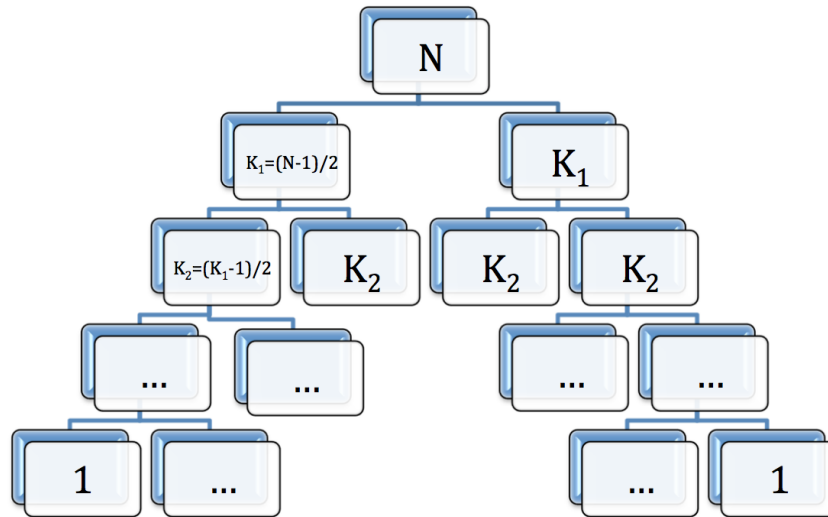 N
K₁=(N-1)/2
K₁
K₂=(K₁-1)/2
K₂
K₂
K₂
...
...
...
...
1
...
...
1